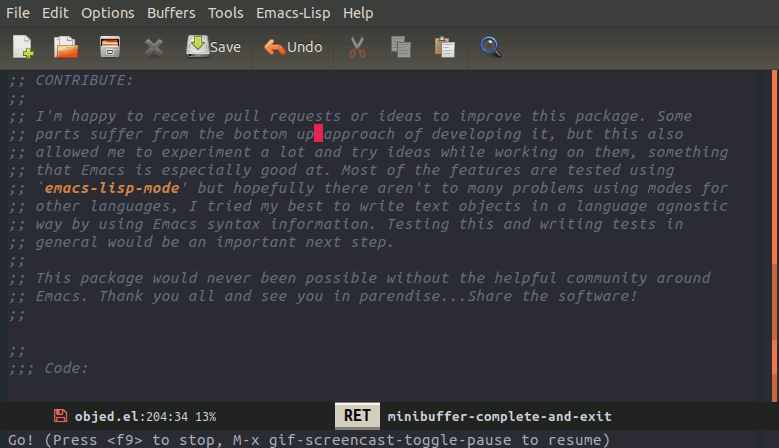 File Edit Options Buffers Tools Emacs-Lisp Help
Save Undo
;; CONTRIBUTE:
;;
;; I'm happy to receive pull requests or ideas to improve this package. Some
;; parts suffer from the bottom up approach of developing it, but this also
;; allowed me to experiment a lot and try ideas while working on them, something
;; that Emacs is especially good at. Most of the features are tested using
;; `emacs-lisp-mode' but hopefully there aren't to many problems using modes for
;; other languages, I tried my best to write text objects in a language agnostic
;; way by using Emacs syntax information. Testing this and writing tests in
;; general would be an important next step.
;;
;; This package would never been possible without the helpful community around
;; Emacs. Thank you all and see you in parendise...Share the software!
;;
;;
;;; Code:
objed.el:204:34 13% RET minibuffer-complete-and-exit
Go! (Press <f9> to stop, M-x gif-screencast-toggle-pause to resume)